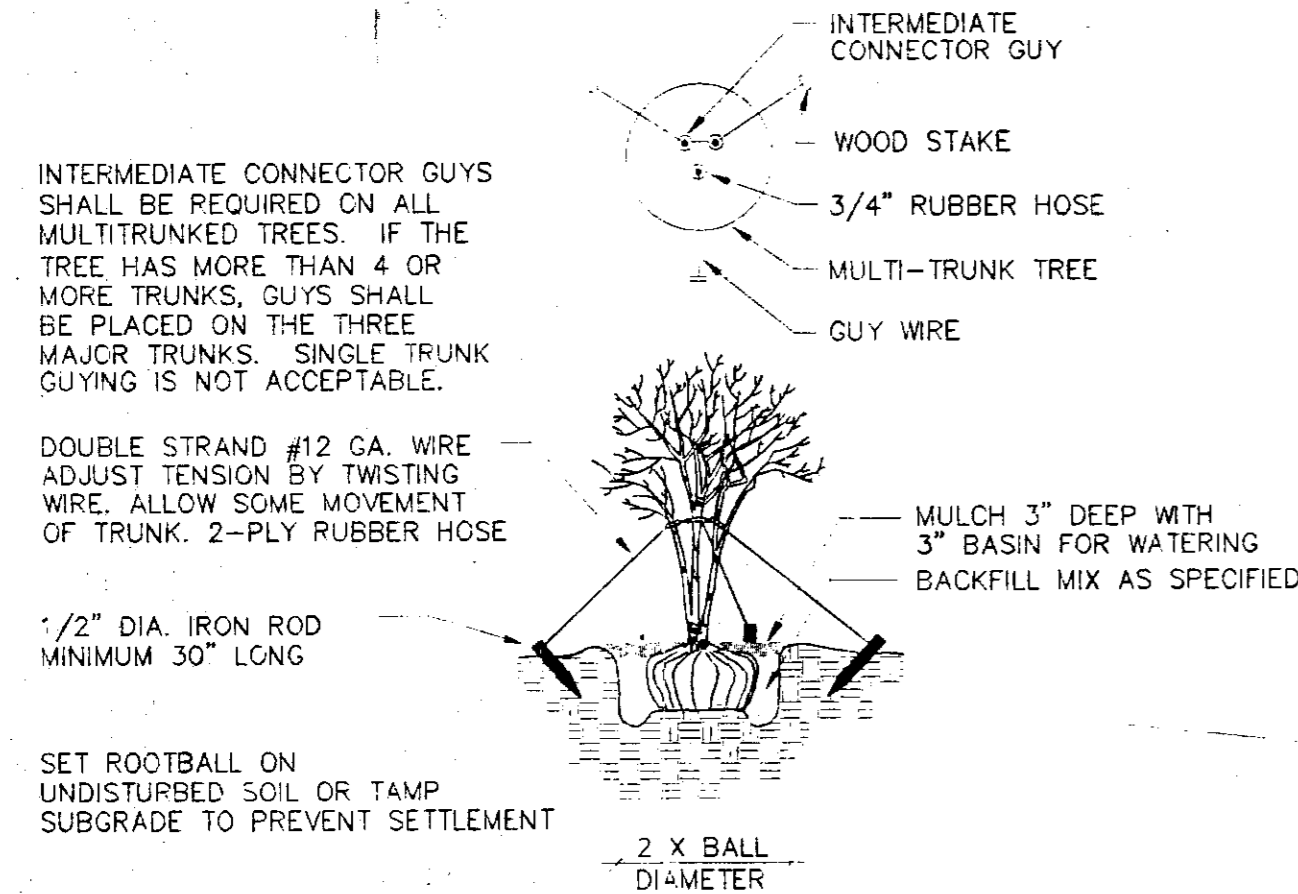 INTERMEDIATE
CONNECTOR GUY
WOOD STAKE
3/4" RUBBER HOSE
MULTI-TRUNK TREE
GUY WIRE
INTERMEDIATE CONNECTOR GUYS
SHALL BE REQUIRED ON ALL
MULTITRUNKED TREES. IF THE
TREE HAS MORE THAN 4 OR
MORE TRUNKS, GUYS SHALL
BE PLACED ON THE THREE
MAJOR TRUNKS. SINGLE TRUNK
GUYING IS NOT ACCEPTABLE.
DOUBLE STRAND #12 GA. WIRE
ADJUST TENSION BY TWISTING
WIRE. ALLOW SOME MOVEMENT
OF TRUNK. 2-PLY RUBBER HOSE
MULCH 3" DEEP WITH
3" BASIN FOR WATERING
BACKFILL MIX AS SPECIFIED
1/2" DIA. IRON ROD
MINIMUM 30" LONG
SET ROOTBALL ON
UNDISTURBED SOIL OR TAMP
SUBGRADE TO PREVENT SETTLEMENT
2 X BALL
DIAMETER